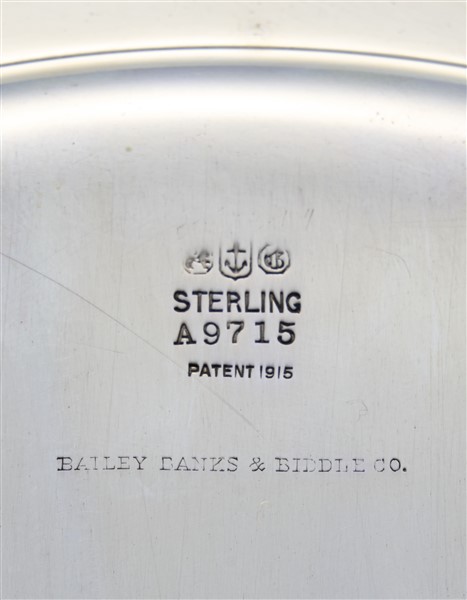 STERLING
A9715
PATENT 1915
BAILEY BANKS & BIDDLE CO.